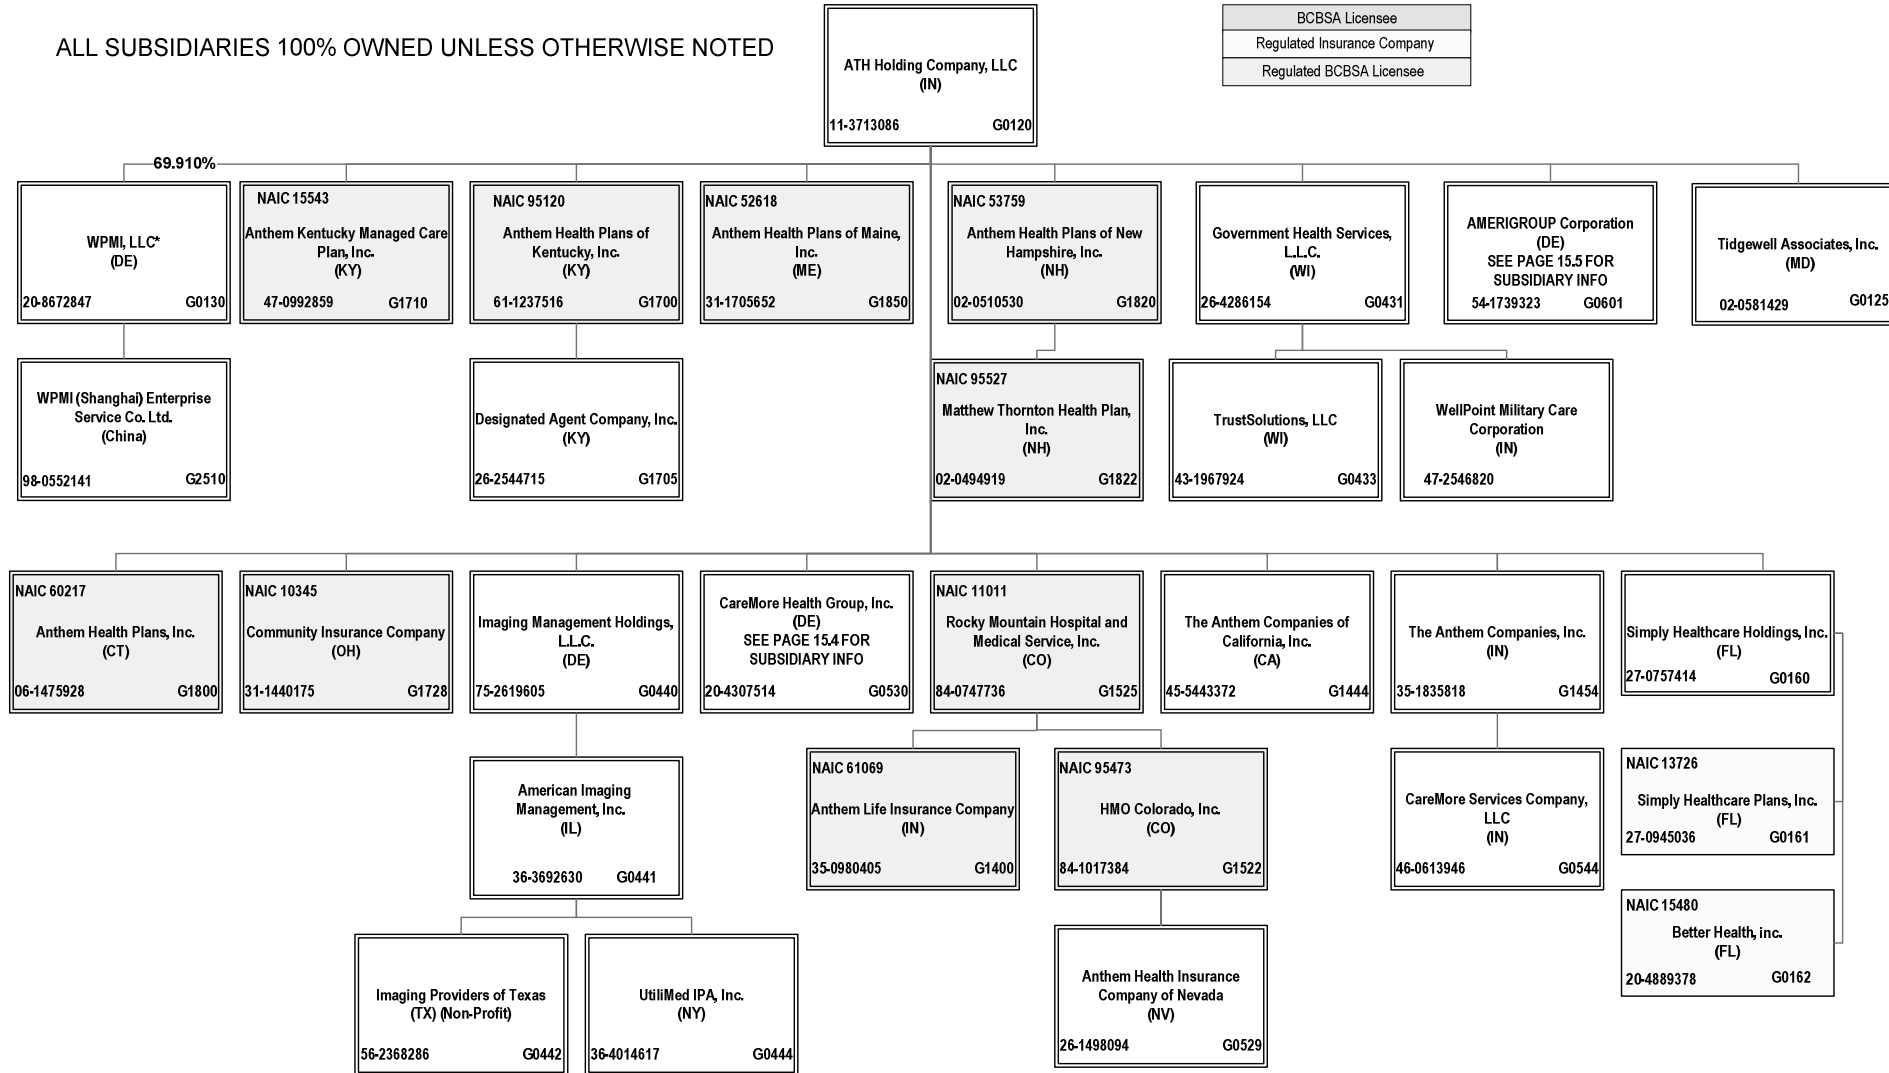 ALL SUBSIDIARIES 100% OWNED UNLESS OTHERWISE NOTED
ATH Holding Company, LLC
(IN)
11-3713086 G0120
BCBSA Licensee
Regulated Insurance Company
Regulated BCBSA Licensee
69.910%
WPMI, LLC*
(DE)
20-8672847 G0130
NAIC 15543
Anthem Kentucky Managed Care
Plan, Inc.
(KY)
47-0992859 G1710
NAIC 95120
Anthem Health Plans of
Kentucky, Inc.
(KY)
61-1237516 G1700
NAIC 52618
Anthem Health Plans of Maine,
Inc.
(ME)
31-1705652 G1850
NAIC 53759
Anthem Health Plans of New
Hampshire, Inc.
(NH)
02-0510530 G1820
Government Health Services,
L.L.C.
(WI)
26-4286154 G0431
AMERIGROUP Corporation
(DE)
SEE PAGE 15.5 FOR
SUBSIDIARY INFO
54-1739323 G0601
Tidgewell Associates, Inc.
(MD)
02-0581429 G0125
WPMI (Shanghai) Enterprise
Service Co. Ltd.
(China)
98-0552141 G2510
Designated Agent Company, Inc.
(KY)
26-2544715 G1705
NAIC 95527
Matthew Thornton Health Plan,
Inc.
(NH)
02-0494919 G1822
TrustSolutions, LLC
(WI)
43-1967924 G0433
WellPoint Military Care
Corporation
(IN)
47-2546820
NAIC 60217
Anthem Health Plans, Inc.
(CT)
06-1475928 G1800
NAIC 10345
Community Insurance Company
(OH)
31-1440175 G1728
Imaging Management Holdings,
L.L.C.
(DE)
75-2619605 G0440
CareMore Health Group, Inc.
(DE)
SEE PAGE 15.4 FOR
SUBSIDIARY INFO
20-4307514 G0530
NAIC 11011
Rocky Mountain Hospital and
Medical Service, Inc.
(CO)
84-0747736 G1525
The Anthem Companies of
California, Inc.
(CA)
45-5443372 G1444
The Anthem Companies, Inc.
(IN)
35-1835818 G1454
Simply Healthcare Holdings, Inc.
(FL)
27-0757414 G0160
American Imaging
Management, Inc.
(IL)
36-3692630 G0441
NAIC 61069
Anthem Life Insurance Company
(IN)
35-0980405 G1400
NAIC 95473
HMO Colorado, Inc.
(CO)
84-1017384 G1522
CareMore Services Company,
LLC
(IN)
46-0613946 G0544
NAIC 13726
Simply Healthcare Plans, Inc.
(FL)
27-0945036 G0161
NAIC 15480
Better Health, inc.
(FL)
20-4889378 G0162
Imaging Providers of Texas
(TX) (Non-Profit)
56-2368286 G0442
UtiliMed IPA, Inc.
(NY)
36-4014617 G0444
Anthem Health Insurance
Company of Nevada
(NV)
26-1498094 G0529